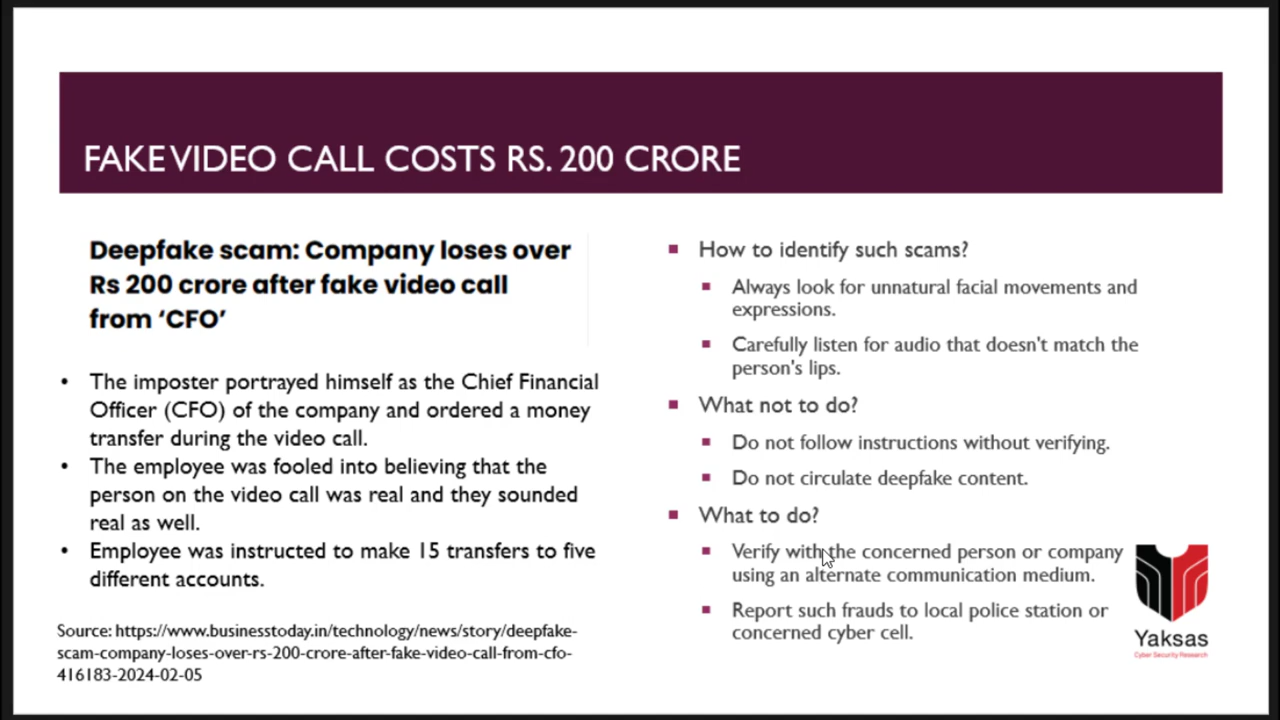 FAKE VIDEO CALL COSTS RS. 200 CRORE
Deepfake scam: Company loses over
Rs 200 crore after fake video call
from ‘CFO’
• The imposter portrayed himself as the Chief Financial
Officer (CFO) of the company and ordered a money
transfer during the video call.
• The employee was fooled into believing that the
person on the video call was real and they sounded
real as well.
• Employee was instructed to make 15 transfers to five
different accounts.
Source: https://www.businesstoday.in/technology/news/story/deepfake-
scam-company-loses-over-rs-200-crore-after-fake-video-call-from-cfo-
416183-2024-02-05
▪ How to identify such scams?
▪ Always look for unnatural facial movements and
expressions.
▪ Carefully listen for audio that doesn't match the
person's lips.
▪ What not to do?
▪ Do not follow instructions without verifying.
▪ Do not circulate deepfake content.
▪ What to do?
▪ Verify with the concerned person or company
using an alternate communication medium.
▪ Report such frauds to local police station or
concerned cyber cell.
Yaksas
Cyber Security Research